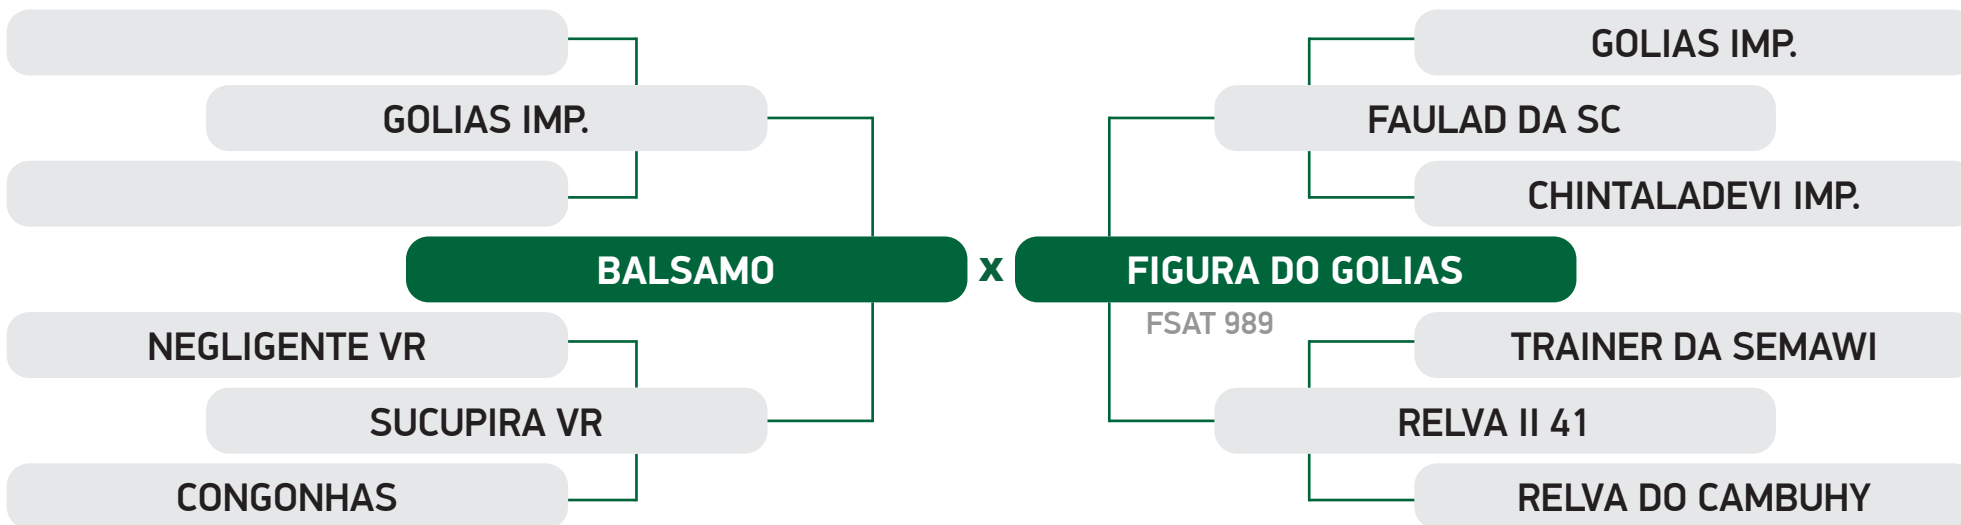 GOLIAS IMP.
GOLIAS IMP.
FAULAD DA SC
CHINTALADEVI IMP.
BALSAMO x FIGURA DO GOLIAS
FSAT 989
NEGLIGENTE VR
TRAINER DA SEMAWI
SUCUPIRA VR
RELVA II 41
CONGONHAS
RELVA DO CAMBUHY